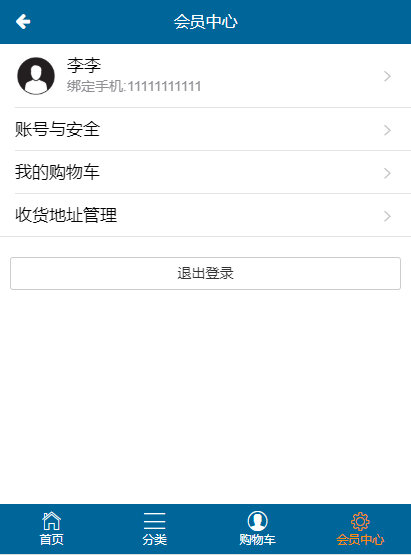 会员中心
李李
绑定手机:11111111111
账号与安全
我的购物车
收货地址管理
退出登录
首页
分类
购物车
会员中心